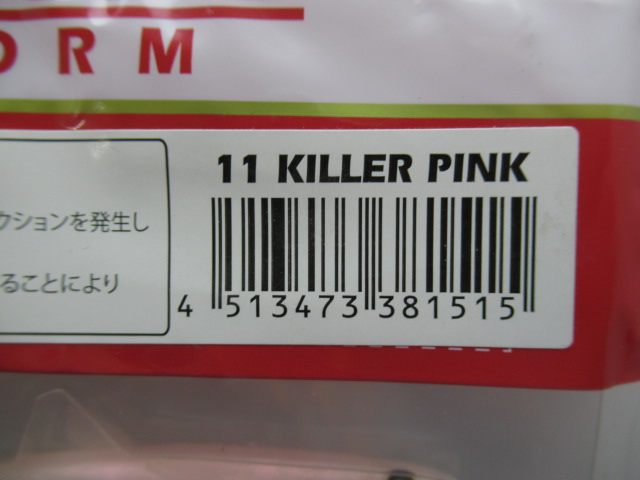 ORM
11 KILLER PINK
クションを発生し
ることにより
4 513473 381515